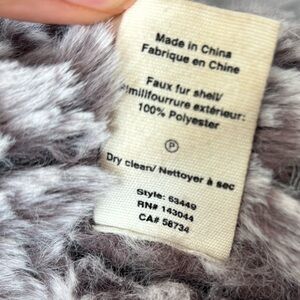 Made in China
Fabrique en Chine
Faux fur shell/
similifourrure extérieur:
100% Polyester
P
Dry clean/ Nettoyer à sec
Style: 63449
RN# 143044
CA# 58734